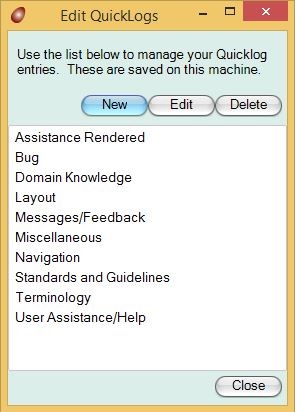 Edit QuickLogs
Use the list below to manage your Quicklog
entries. These are saved on this machine.
New Edit Delete
Assistance Rendered
Bug
Domain Knowledge
Layout
Messages/Feedback
Miscellaneous
Navigation
Standards and Guidelines
Terminology
User Assistance/Help
Close